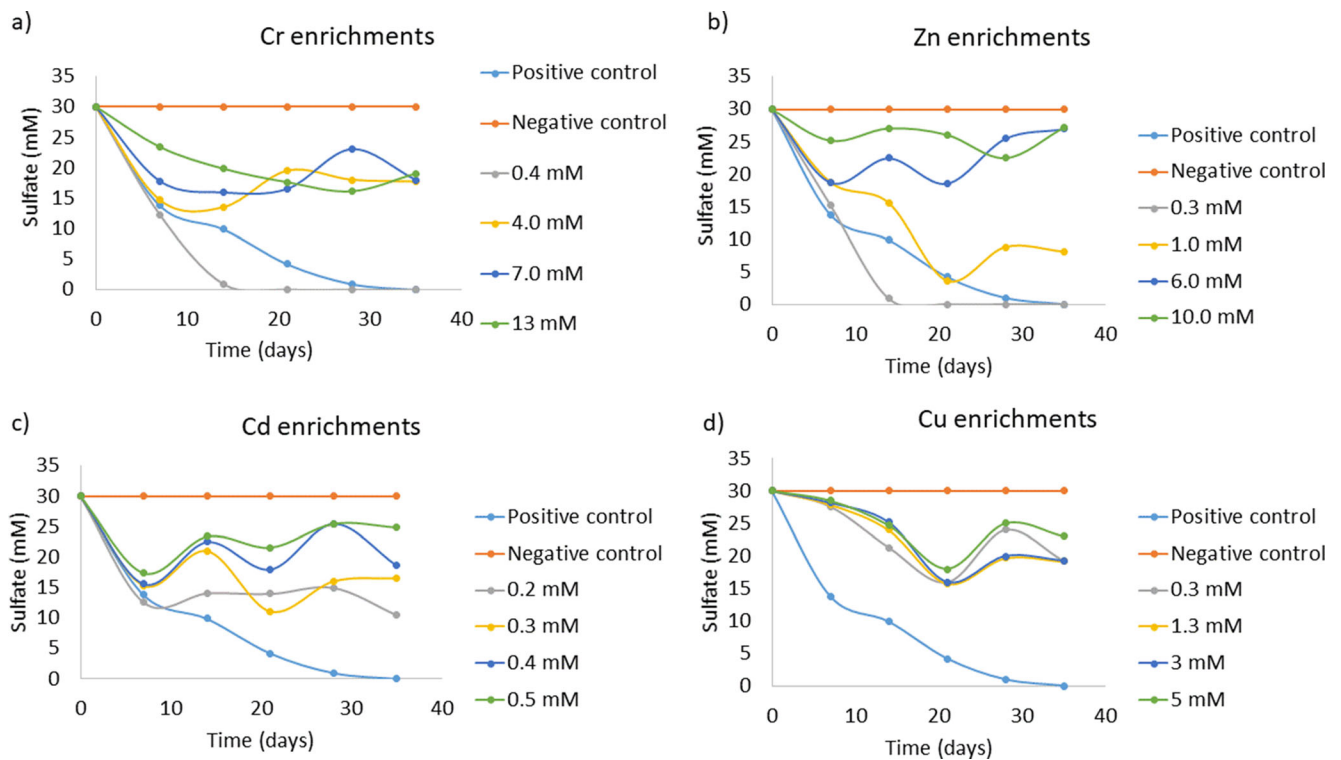 a)
Cr enrichments
35
30
25
20
15
10
5
0
Sulfate (mM)
0
10
20
30
40
Time (days)
Positive control
Negative control
0.4 mM
4.0 mM
7.0 mM
13 mM
b)
Zn enrichments
35
30
25
20
15
10
5
0
Sulfate (mM)
0
10
20
30
40
Time (days)
Positive control
Negative control
0.3 mM
1.0 mM
6.0 mM
10.0 mM
c)
Cd enrichments
35
30
25
20
15
10
5
0
Sulfate (mM)
0
10
20
30
40
Time (days)
Positive control
Negative control
0.2 mM
0.3 mM
0.4 mM
0.5 mM
d)
Cu enrichments
35
30
25
20
15
10
5
0
Sulfate (mM)
0
10
20
30
40
Time (days)
Positive control
Negative control
0.3 mM
1.3 mM
3 mM
5 mM